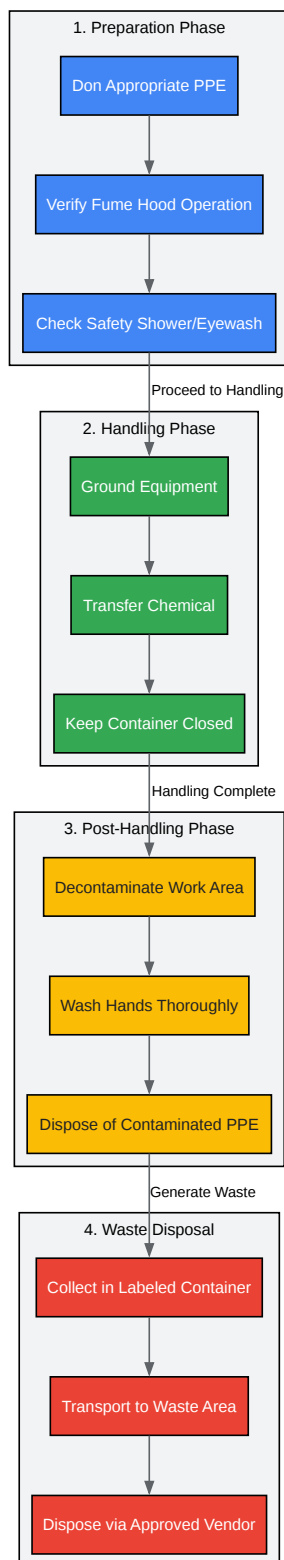 1. Preparation Phase
Don Appropriate PPE
Verify Fume Hood Operation
Check Safety Shower/Eyewash
Proceed to Handling
2. Handling Phase
Ground Equipment
Transfer Chemical
Keep Container Closed
Handling Complete
3. Post-Handling Phase
Decontaminate Work Area
Wash Hands Thoroughly
Dispose of Contaminated PPE
Generate Waste
4. Waste Disposal
Collect in Labeled Container
Transport to Waste Area
Dispose via Approved Vendor